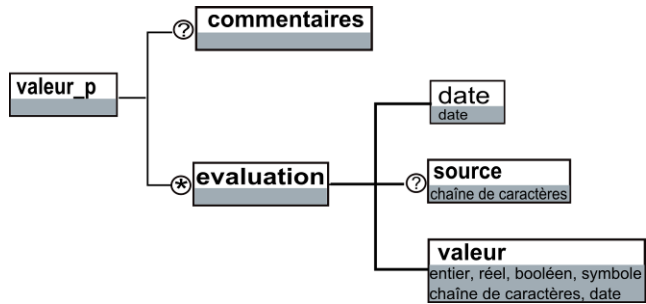 commentaires
?
valeur_p
date
date
*
evaluation
?
source
chaîne de caractères
valeur
entier, réel, booléen, symbole
chaîne de caractères, date